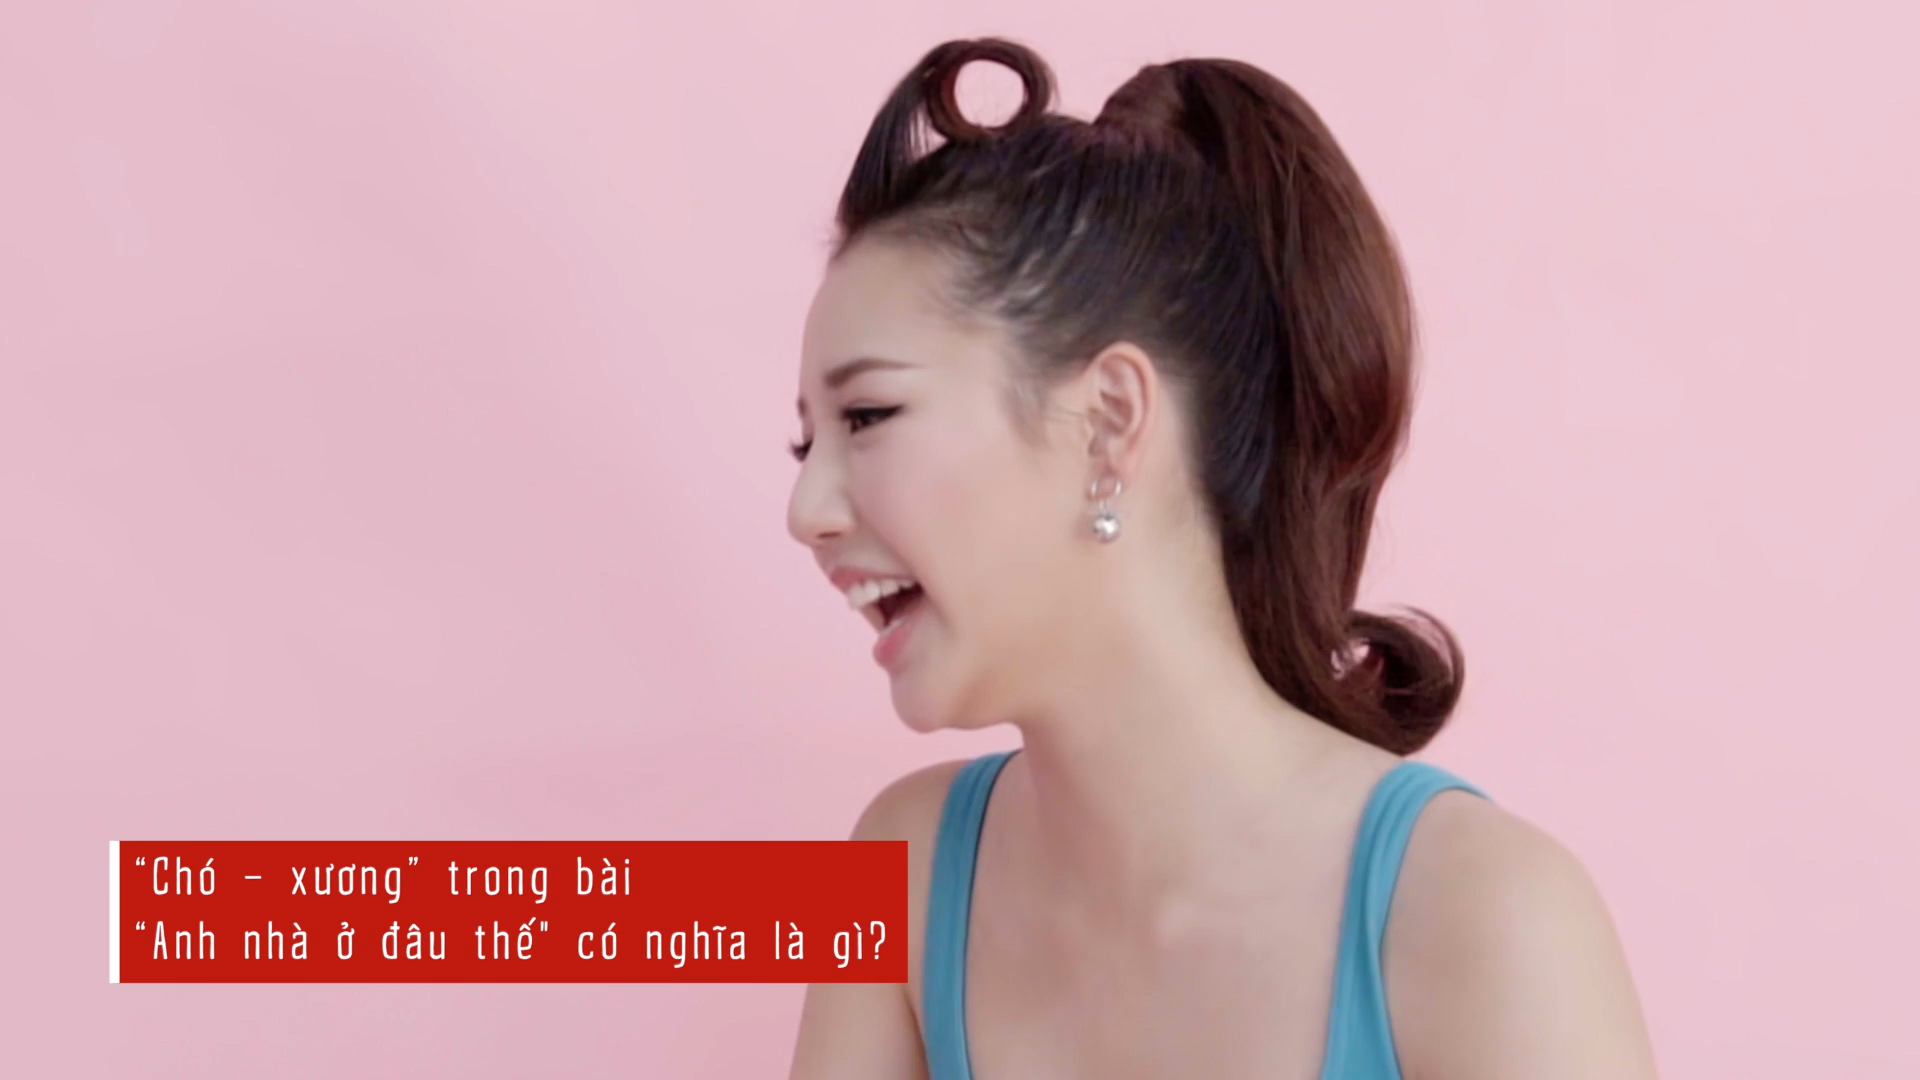 “Chó – xương” trong bài
“Anh nhà ở đâu thế" có nghĩa là gì?